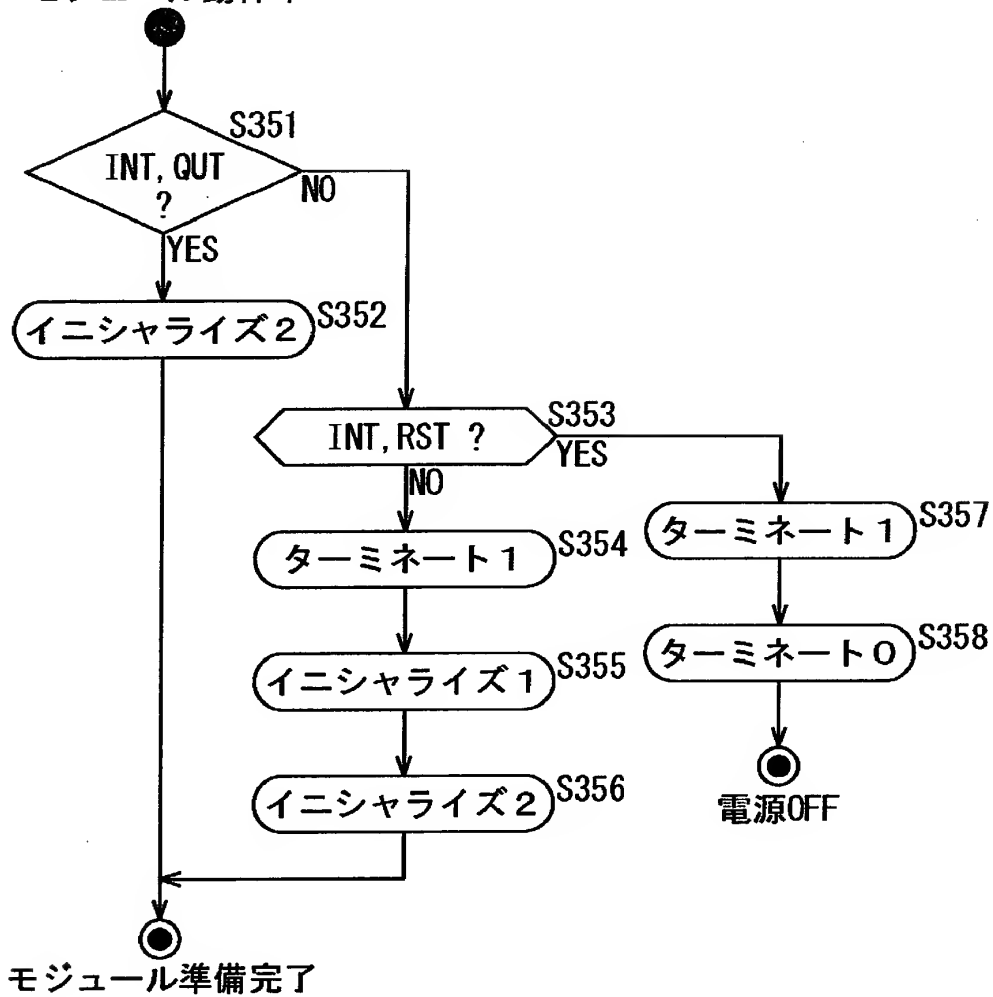 S351
INT, QUT
?
NO
YES
イニシャライズ2
S352
S353
INT, RST ?
YES
NO
ターミネート1
S354
ターミネート1
S357
イニシャライズ1
S355
ターミネート0
S358
イニシャライズ2
S356
電源OFF
モジュール準備完了